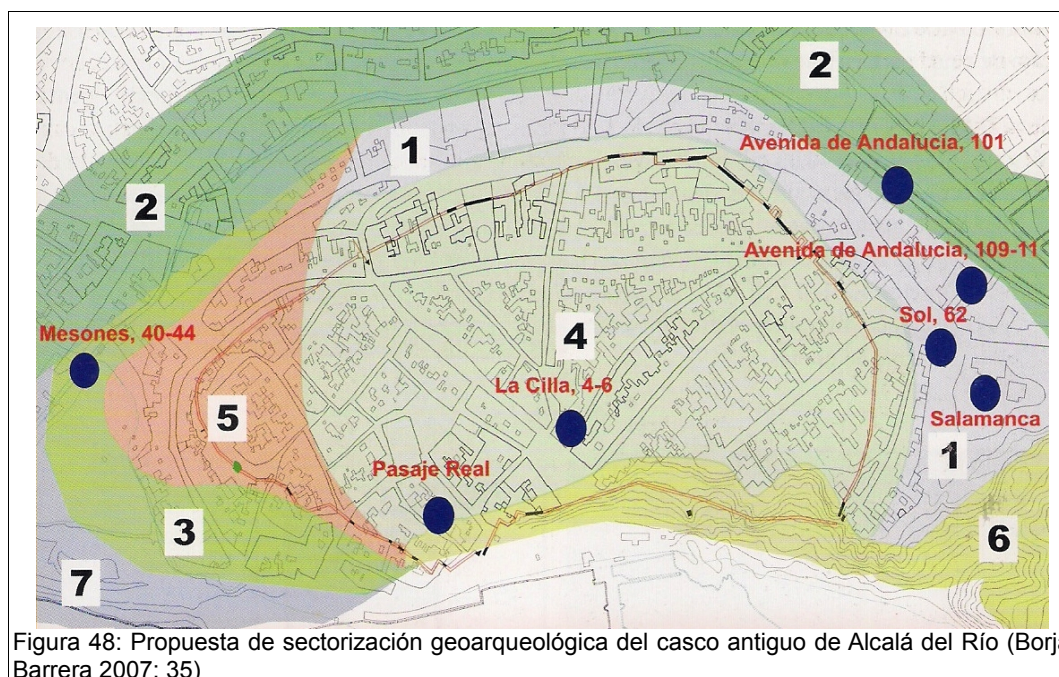 2
1
Avenida de Andalucia, 101
2
Avenida de Andalucia, 109-11
Mesones, 40-44
4
Sol, 62
La Cilla, 4-6
5
Salamanca
Pasaje Real
1
3
6
7
Figura 48: Propuesta de sectorización geoarqueológica del casco antiguo de Alcalá del Río (Borja
Barrera 2007: 35)